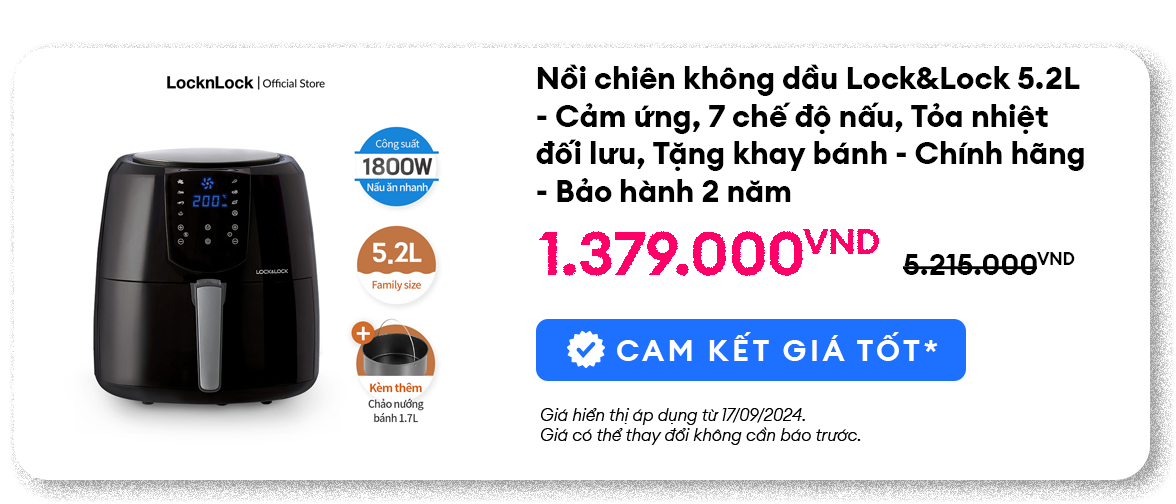 LocknLock | Official Store
Công suất
1800W
Nấu ăn nhanh
200
LOCK&LOCK
5.2L
Family size
+
Kèm thêm
Chảo nướng
bánh 1.7L
Nồi chiên không dầu Lock&Lock 5.2L
- Cảm ứng, 7 chế độ nấu, Tỏa nhiệt
đối lưu, Tặng khay bánh - Chính hãng
- Bảo hành 2 năm
1.379.000VND 5.215.000VND
CAM KẾT GIÁ TỐT*
Giá hiển thị áp dụng từ 17/09/2024.
Giá có thể thay đổi không cần báo trước.